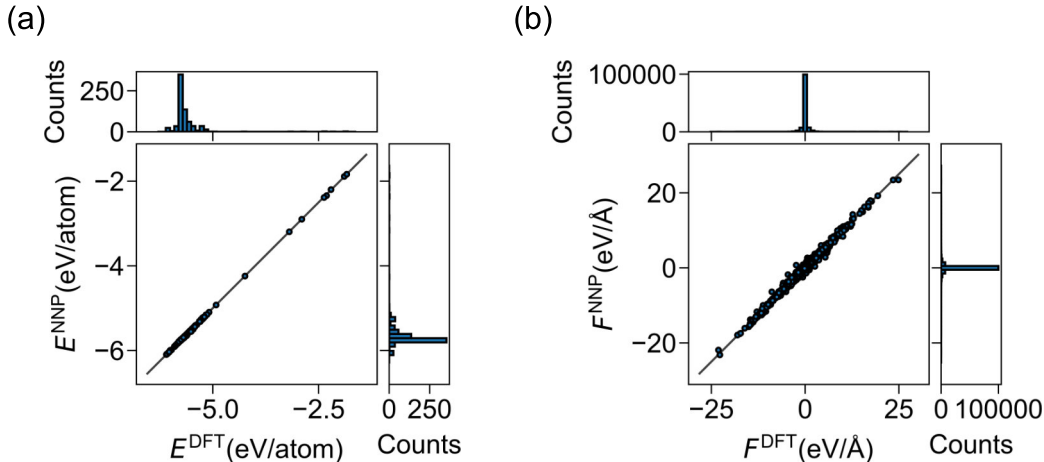 (a)
(b)
Counts
250
0
Counts
100000
0
E^NNP(eV/atom)
−2
−4
−6
−5.0
−2.5
E^DFT(eV/atom)
0 250
Counts
F^NNP(eV/Å)
20
0
−20
−25
0
25
F^DFT(eV/Å)
0 100000
Counts